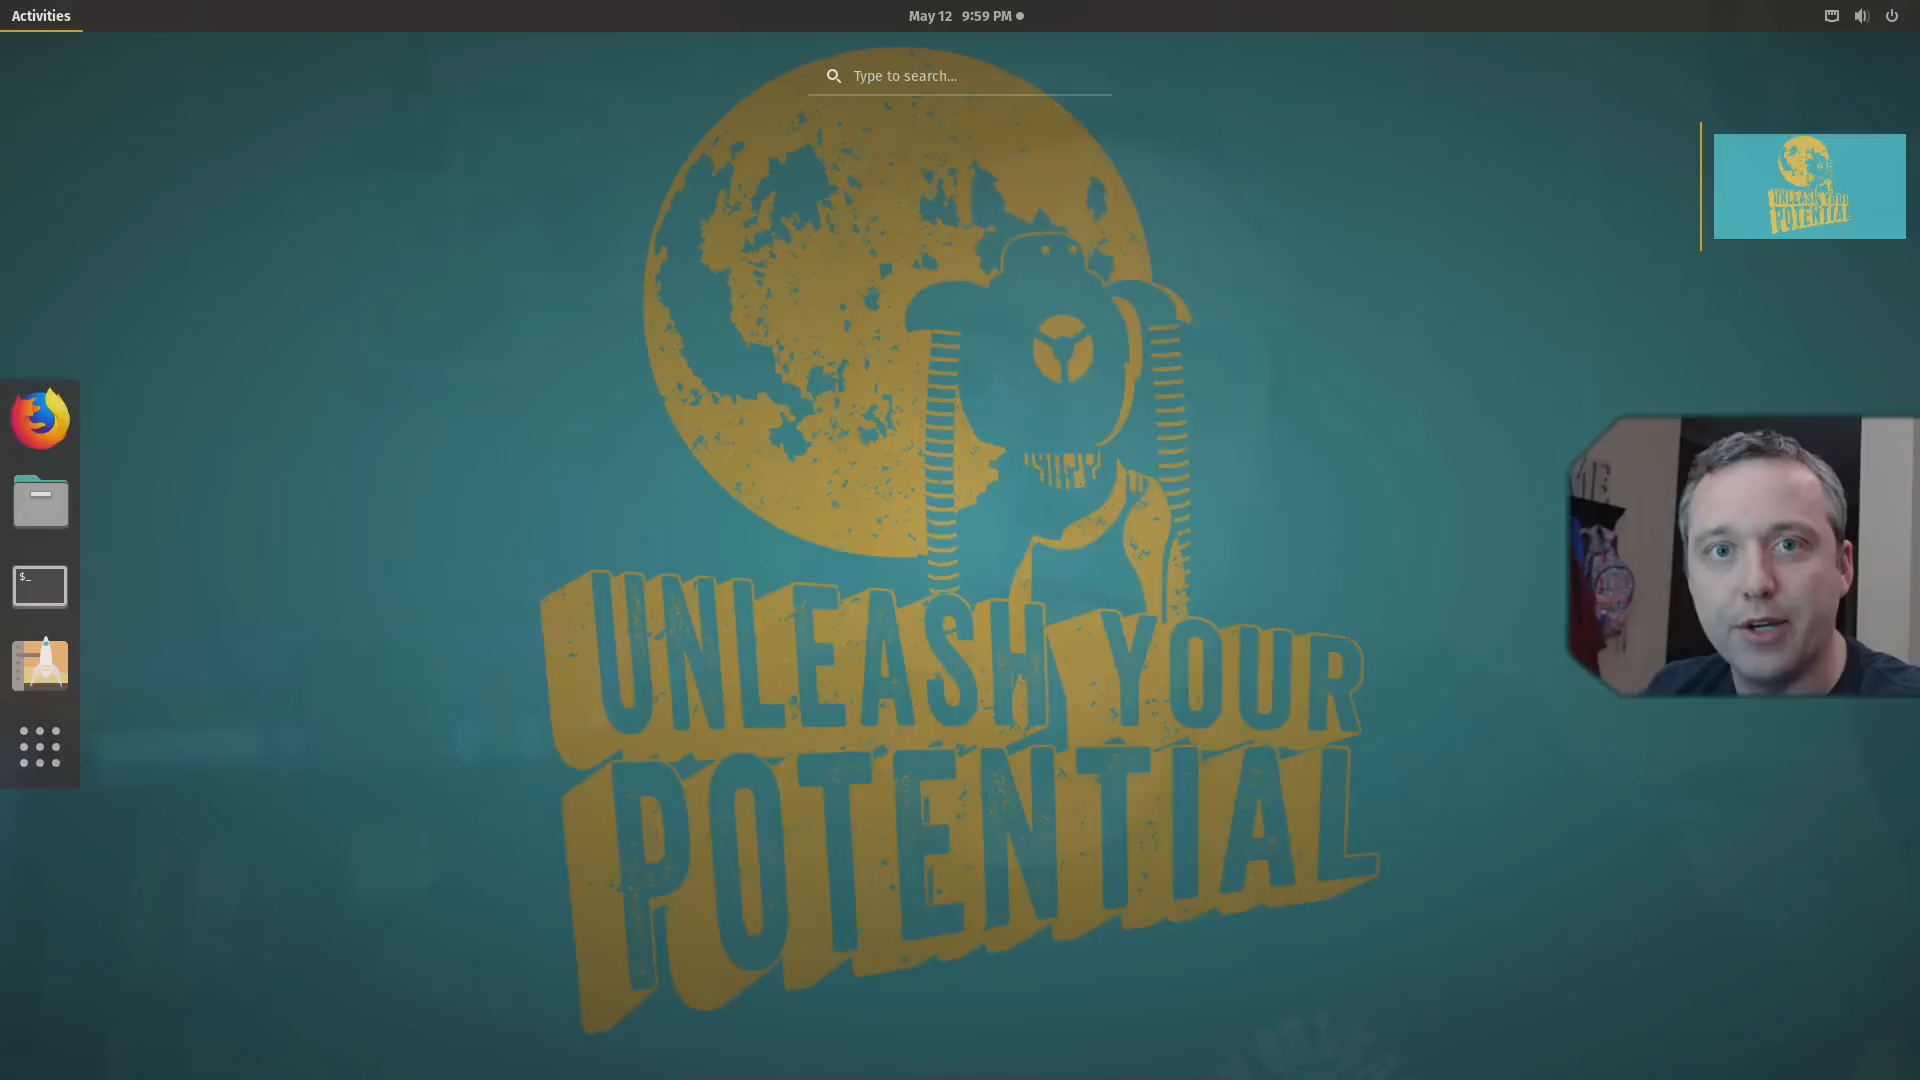 Activities
May 12 9:59 PM
Type to search...
UNLEASH YOUR
POTENTIAL
$_
UNLEASH YOUR
POTENTIAL